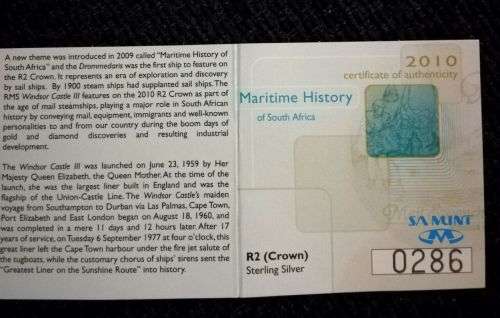 A new theme was introduced in 2009 called "Maritime History of
South Africa" and the Drommedaris was the first ship to feature on
the R2 Crown. It represents an era of exploration and discovery
by sail ships. By 1900 steam ships had supplanted sail ships. The
RMS Windsor Castle III features on the 2010 R2 Crown as part of
the age of mail steamships, playing a major role in South African
history by conveying mail, equipment, immigrants and well-known
personalities to and from our country during the boom days of
gold and diamond discoveries and resulting industrial
development.
The Windsor Castle III was launched on June 23, 1959 by Her
Majesty Queen Elizabeth, the Queen Mother. At the time of the
launch, she was the largest liner built in England and was the
flagship of the Union-Castle Line. The Windsor Castle's maiden
voyage from Southampton to Durban via Las Palmas, Cape Town,
Port Elizabeth and East London began on August 18, 1960, and
was completed in a mere 11 days and 12 hours later. After 17
years of service, on Tuesday 6 September 1977 at four o'clock, this
great liner left the Cape Town harbour under the fire jet salute of
the tugboats, while the customary chorus of ships' sirens sent the
"Greatest Liner on the Sunshine Route" into history.
2010
certificate of authenticity
Maritime History
of South Africa
SA MINT
R2 (Crown)
Sterling Silver
0286